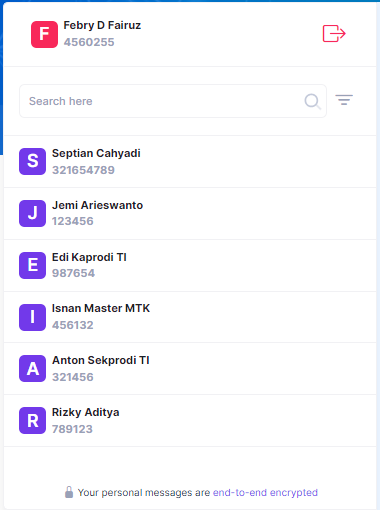 F
Febry D Fairuz
4560255
Search here
S
Septian Cahyadi
321654789
J
Jemi Arieswanto
123456
E
Edi Kaprodi TI
987654
I
Isnan Master MTK
456132
A
Anton Sekprodi TI
321456
R
Rizky Aditya
789123
Your personal messages are end-to-end encrypted